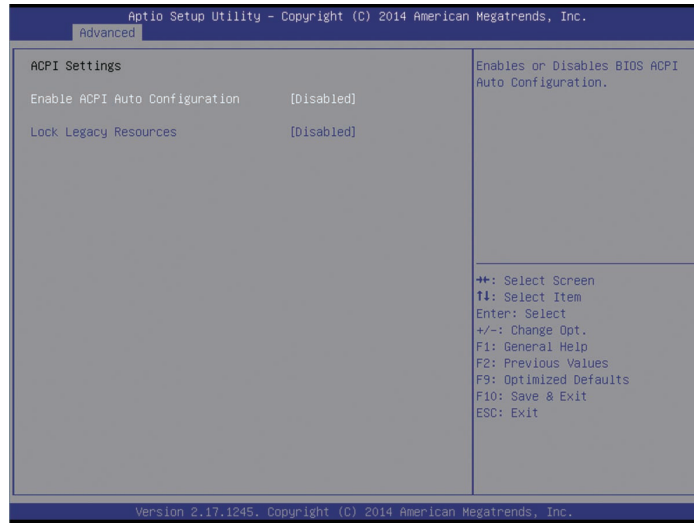 Aptio Setup Utility – Copyright (C) 2014 American Megatrends, Inc.
Advanced
ACPI Settings
Enable ACPI Auto Configuration [Disabled]
Lock Legacy Resources [Disabled]
Enables or Disables BIOS ACPI
Auto Configuration.
→←: Select Screen
↑↓: Select Item
Enter: Select
+/-: Change Opt.
F1: General Help
F2: Previous Values
F9: Optimized Defaults
F10: Save & Exit
ESC: Exit
Version 2.17.1245. Copyright (C) 2014 American Megatrends, Inc.